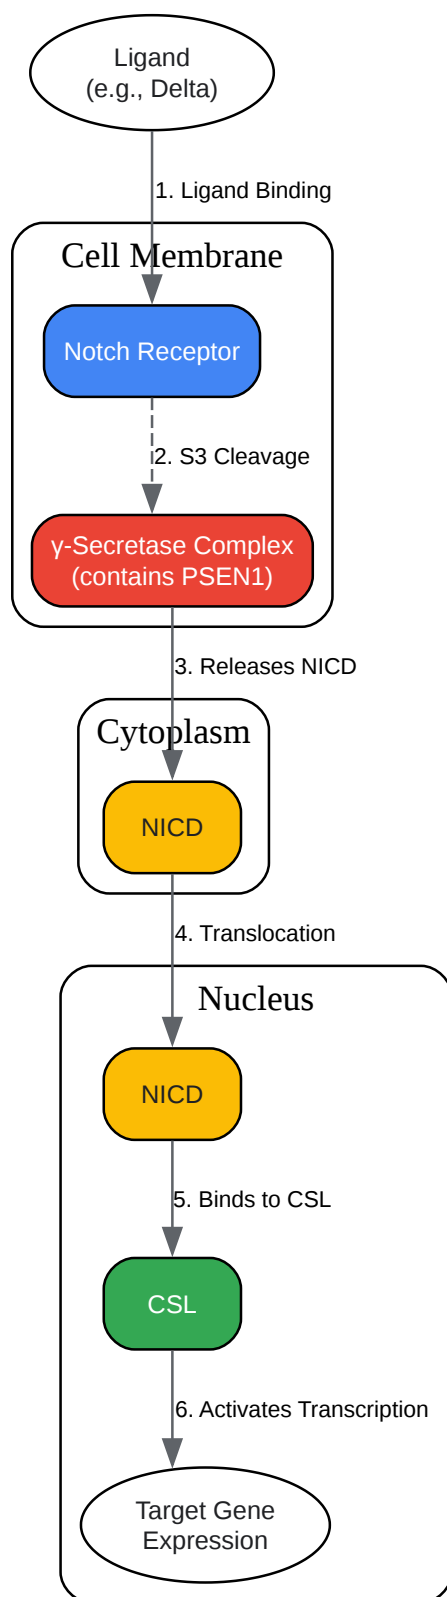 Ligand
(e.g., Delta)
1. Ligand Binding
Cell Membrane
Notch Receptor
2. S3 Cleavage
γ-Secretase Complex
(contains PSEN1)
3. Releases NICD
Cytoplasm
NICD
4. Translocation
Nucleus
NICD
5. Binds to CSL
CSL
6. Activates Transcription
Target Gene
Expression